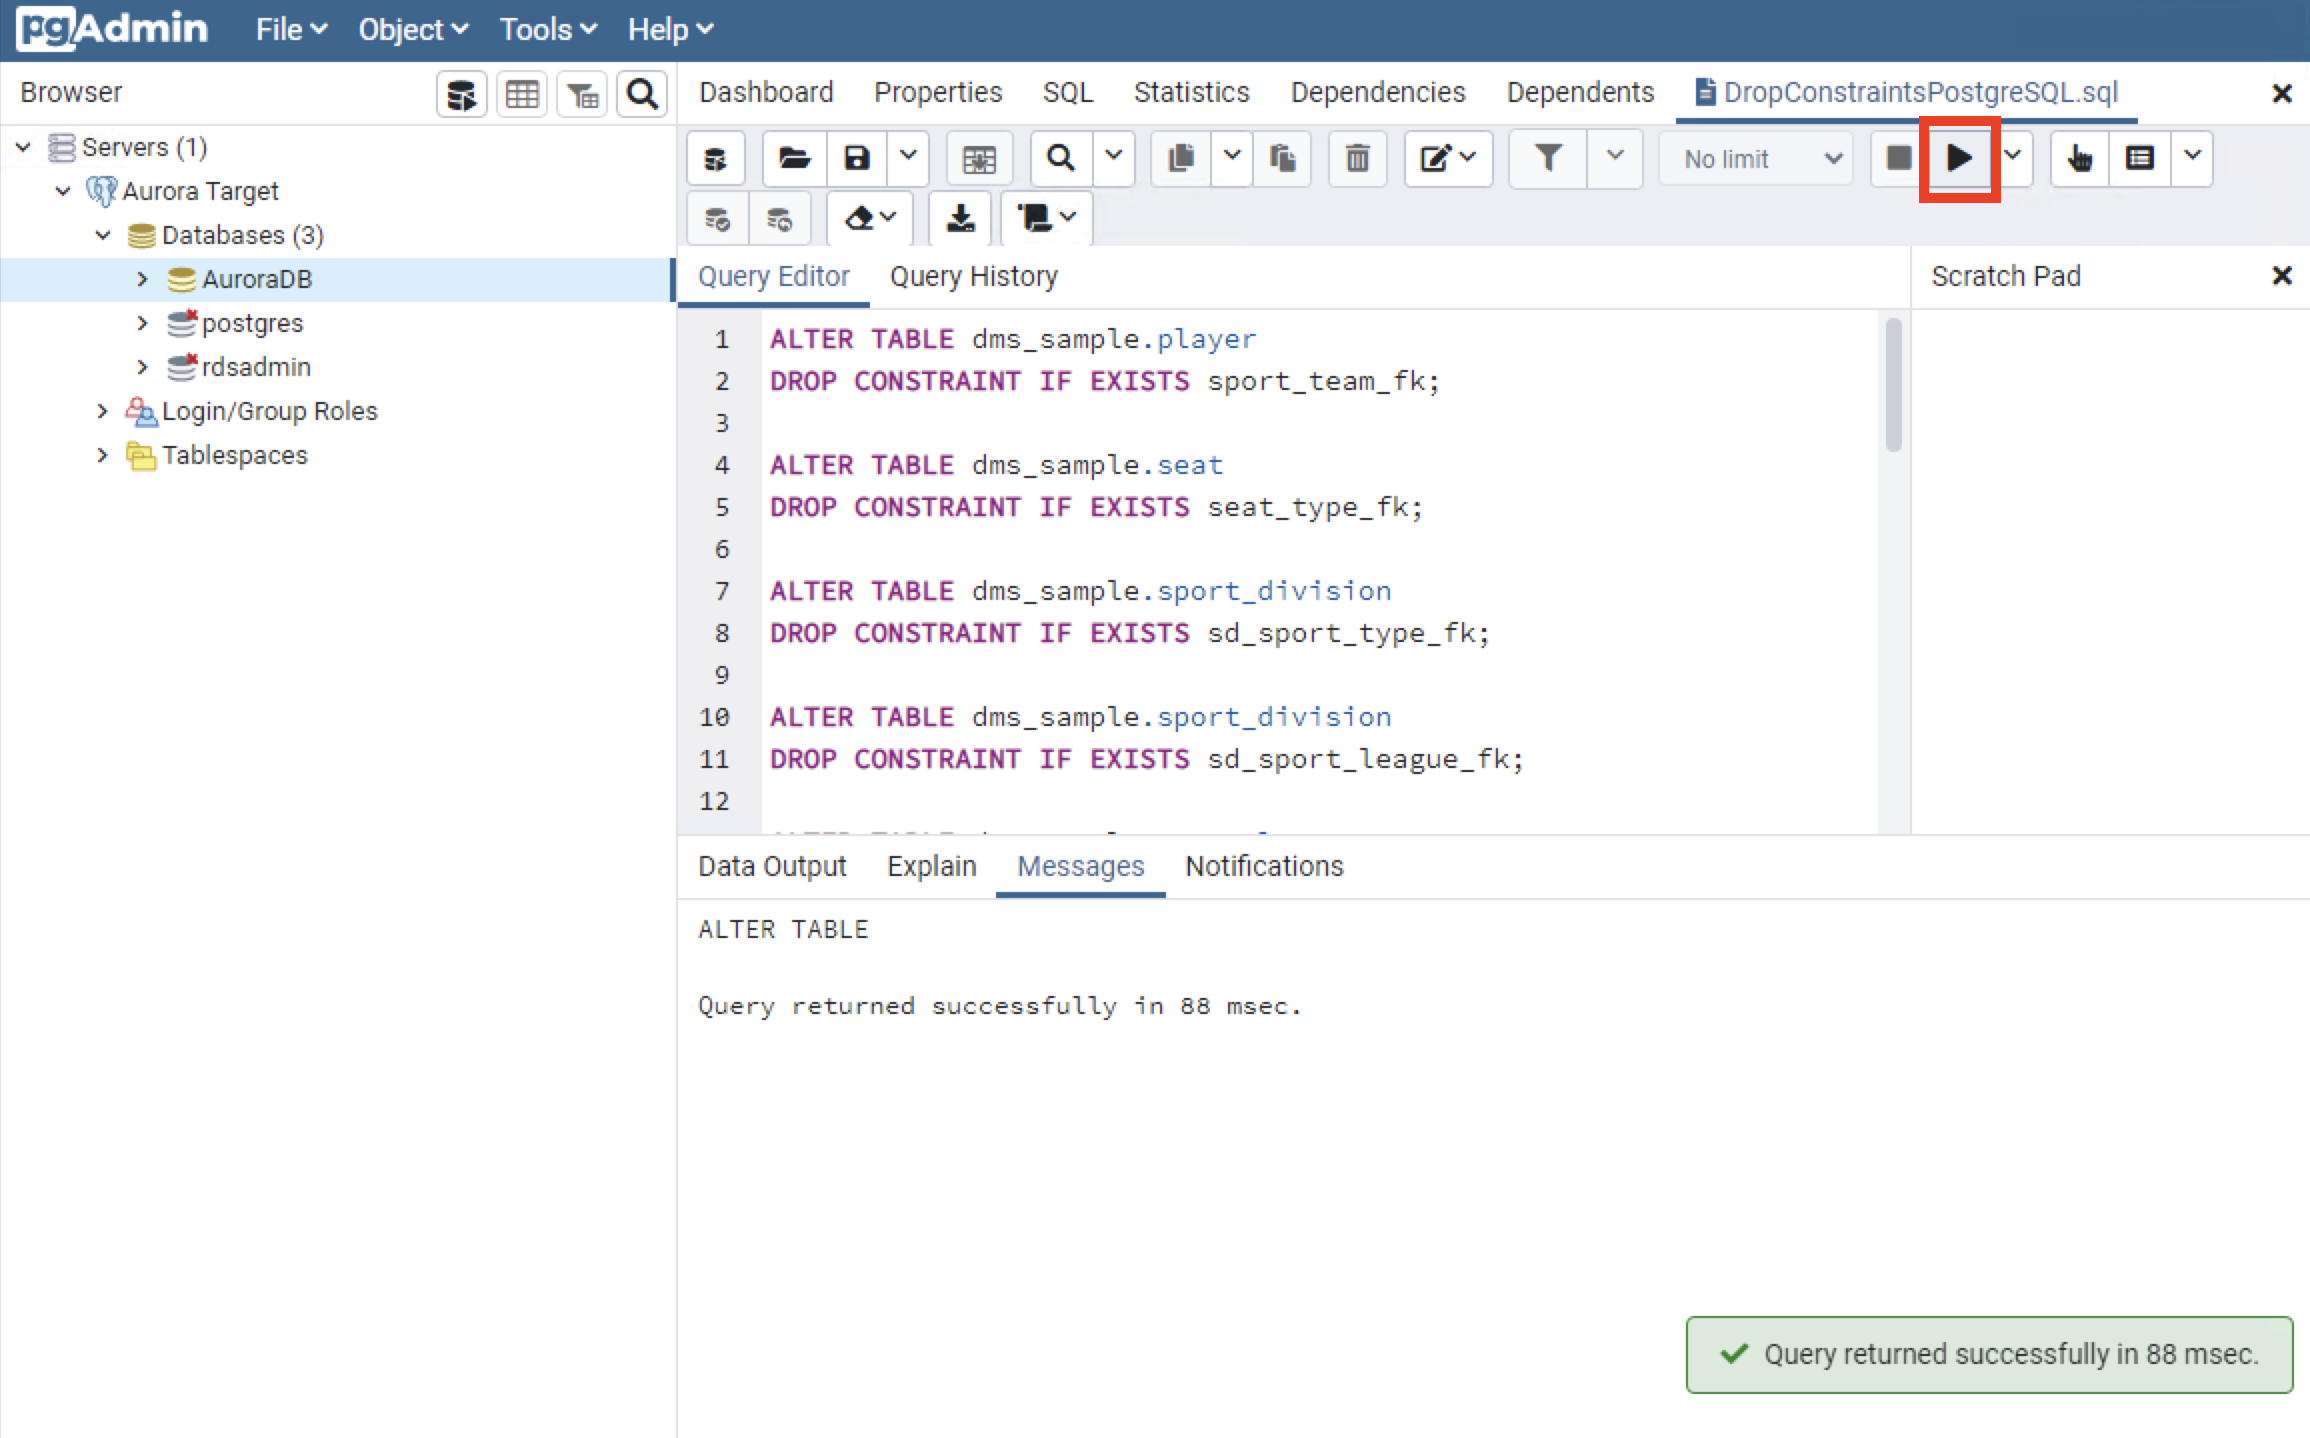 pgAdmin File Object Tools Help
Browser
Dashboard Properties SQL Statistics Dependencies Dependents DropConstraintsPostgreSQL.sql
Servers (1)
Aurora Target
Databases (3)
AuroraDB
postgres
rdsadmin
Login/Group Roles
Tablespaces
No limit
Query Editor Query History
Scratch Pad
1 ALTER TABLE dms_sample.player
2 DROP CONSTRAINT IF EXISTS sport_team_fk;
3
4 ALTER TABLE dms_sample.seat
5 DROP CONSTRAINT IF EXISTS seat_type_fk;
6
7 ALTER TABLE dms_sample.sport_division
8 DROP CONSTRAINT IF EXISTS sd_sport_type_fk;
9
10 ALTER TABLE dms_sample.sport_division
11 DROP CONSTRAINT IF EXISTS sd_sport_league_fk;
12
Data Output Explain Messages Notifications
ALTER TABLE
Query returned successfully in 88 msec.
Query returned successfully in 88 msec.